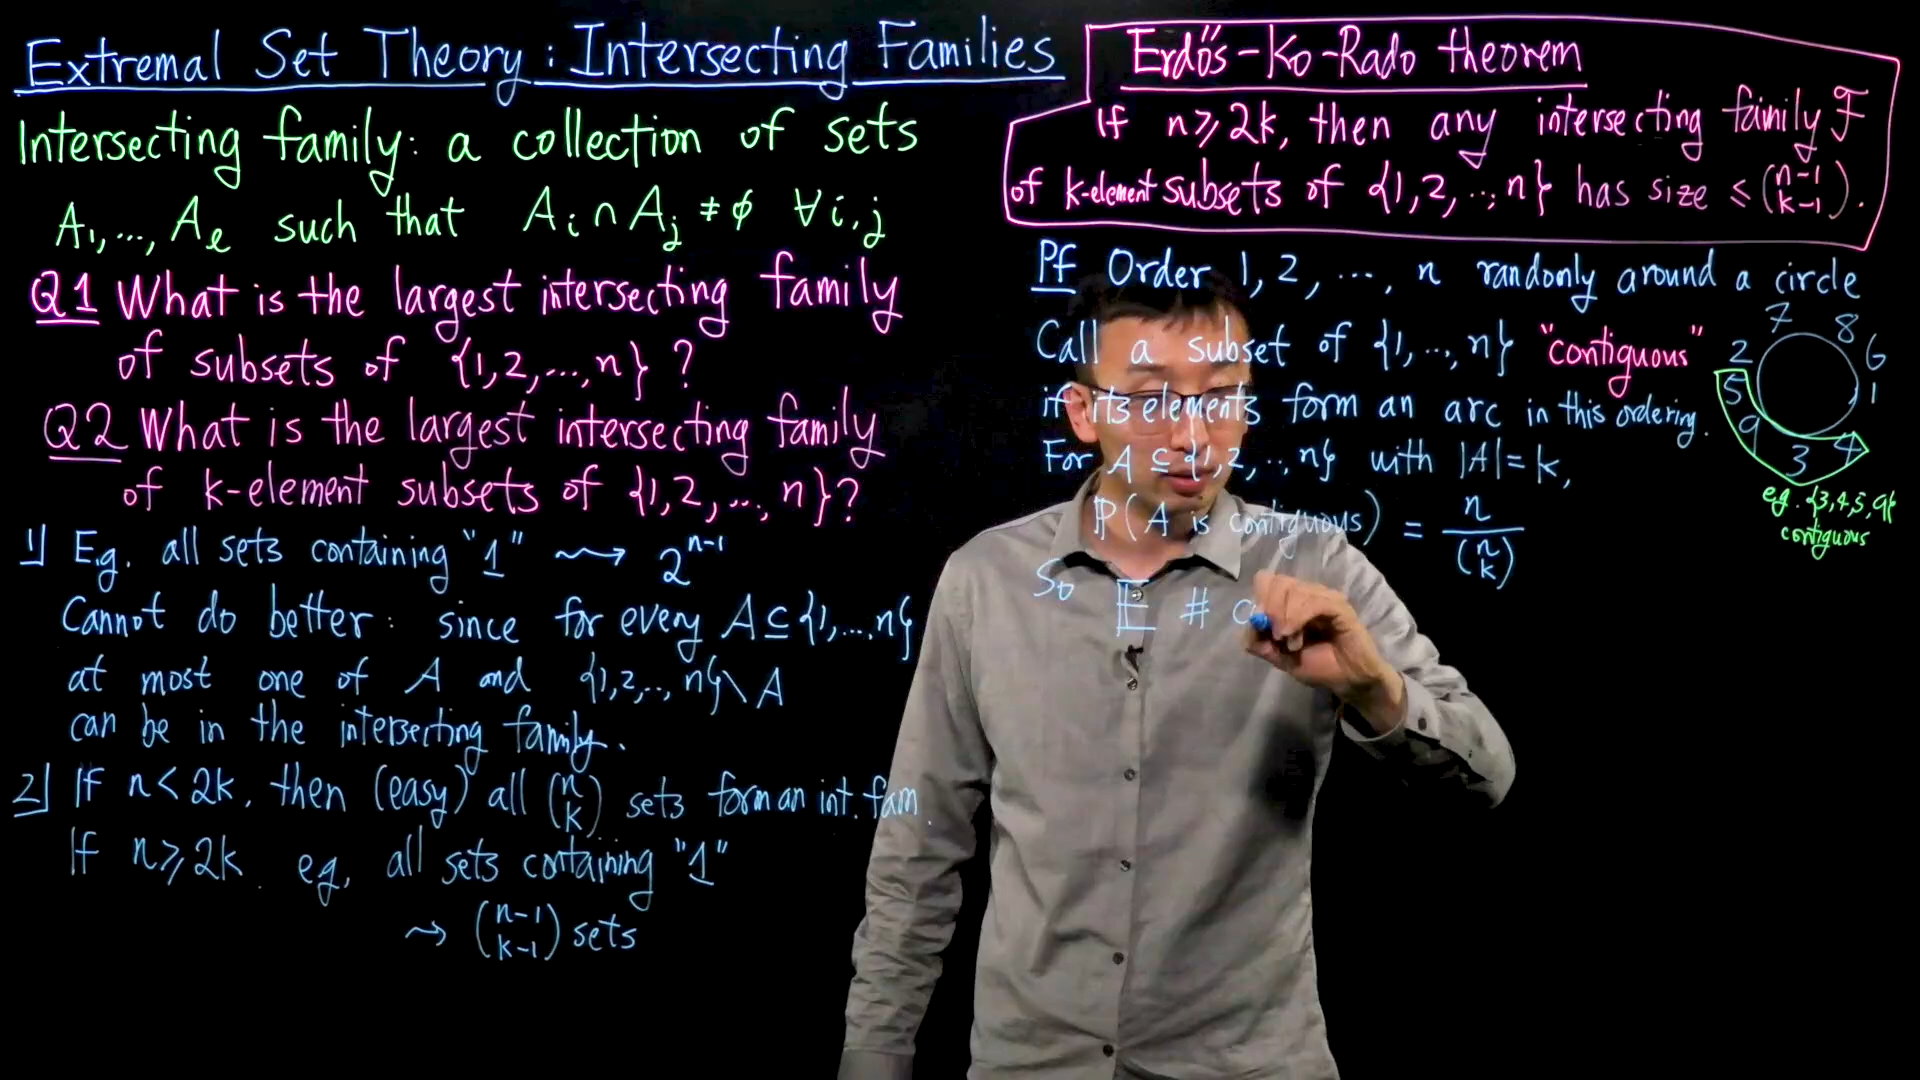 Extremal Set Theory: Intersecting Families
Intersecting family: a collection of sets
A₁,..., Aₑ such that Aᵢ ∩ Aⱼ ≠ ∅ ∀i,j
Q1 What is the largest intersecting family
of subsets of {1,2,...,n}?
Q2 What is the largest intersecting family
of k-element subsets of {1,2,...,n}?
1) E.g. all sets containing "1" ⟿ 2ⁿ⁻¹
Cannot do better: since for every A⊆{1,...,n}
at most one of A and {1,2,..,n}\A
can be in the intersecting family.
2) If n<2k, then (easy) all (n k) sets form an int. fam.
If n⩾2k. eg. all sets containing "1"
⟿ (n-1 k-1) sets
Erdős-Ko-Rado theorem
If n⩾2k, then any intersecting family ℱ
of k-element subsets of {1,2,..,n} has size ⩽ (n-1 k-1).
Pf Order 1, 2, ..., n randomly around a circle
Call a subset of {1,..,n} "contiguous"
if its elements form an arc in this ordering.
For A ⊆ {1,2,..,n} with |A|=k,
ℙ(A is contiguous) = n / (n k)
So 𝔼 #
7 8
2 6
5 1
9 3 4
e.g. {3,4,5,9}
contiguous